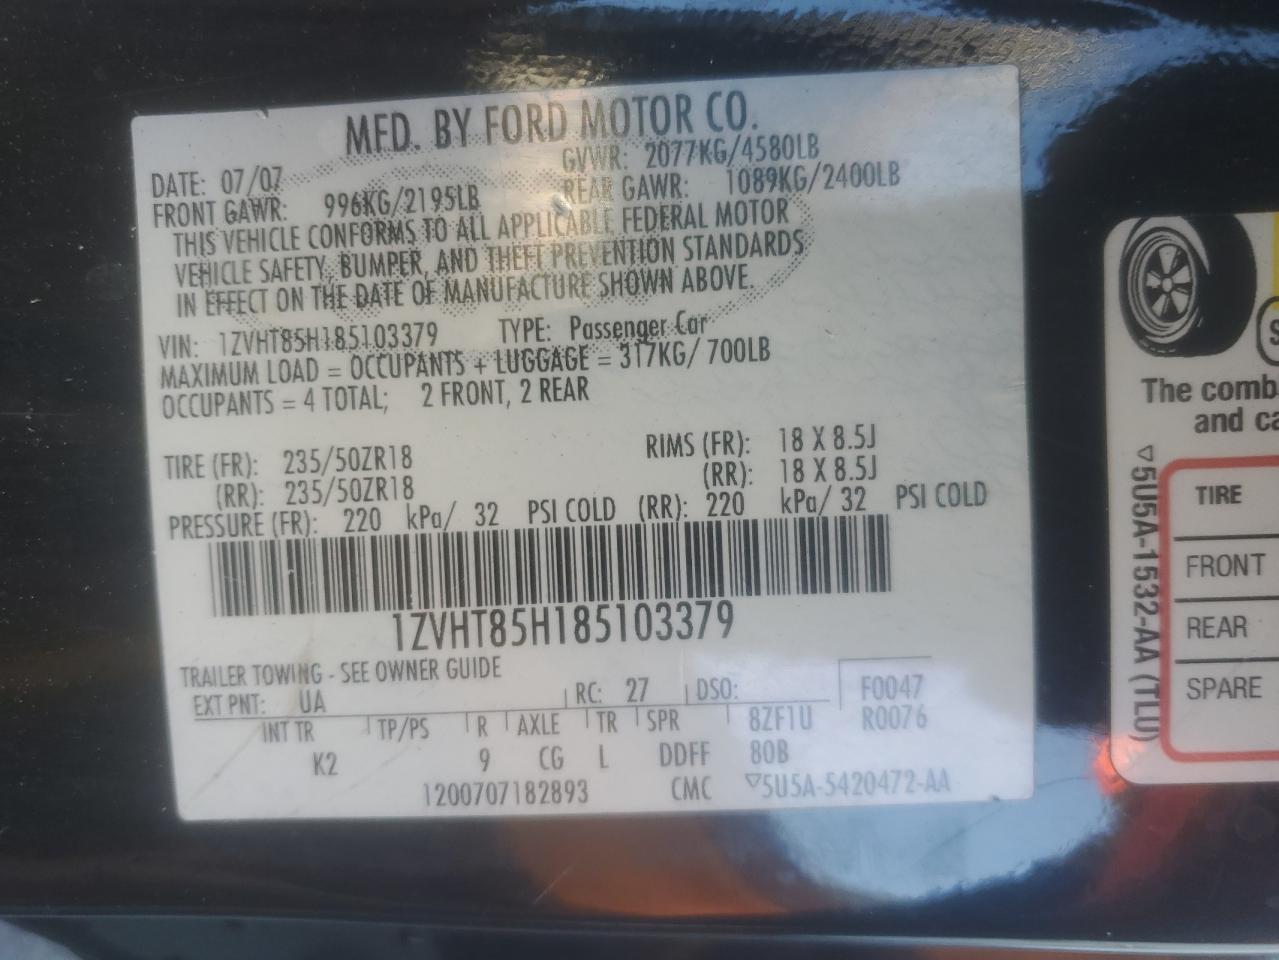 MFD. BY FORD MOTOR CO.
DATE: 07/07 GVWR: 2077KG/4580LB
FRONT GAWR: 996KG/2195LB REAR GAWR: 1089KG/2400LB
THIS VEHICLE CONFORMS TO ALL APPLICABLE FEDERAL MOTOR
VEHICLE SAFETY, BUMPER, AND THEFT PREVENTION STANDARDS
IN EFFECT ON THE DATE OF MANUFACTURE SHOWN ABOVE.
VIN: 1ZVHT85H185103379 TYPE: Passenger Car
MAXIMUM LOAD = OCCUPANTS + LUGGAGE = 317KG/ 700LB
OCCUPANTS = 4 TOTAL; 2 FRONT, 2 REAR
TIRE (FR): 235/50ZR18 RIMS (FR): 18 X 8.5J
(RR): 235/50ZR18 (RR): 18 X 8.5J
PRESSURE (FR): 220 kPa/ 32 PSI COLD (RR): 220 kPa/ 32 PSI COLD
1ZVHT85H185103379
TRAILER TOWING - SEE OWNER GUIDE
EXT PNT: UA RC: 27 DSO: F0047
INT TR TP/PS R AXLE TR SPR 8ZF1U R0076
K2 9 CG L DDFF 80B
1200707182893 CMC ▽5U5A-5420472-AA
S
The comb
and ca
▽5U5A-1532-AA (TLU)
TIRE
FRONT
REAR
SPARE